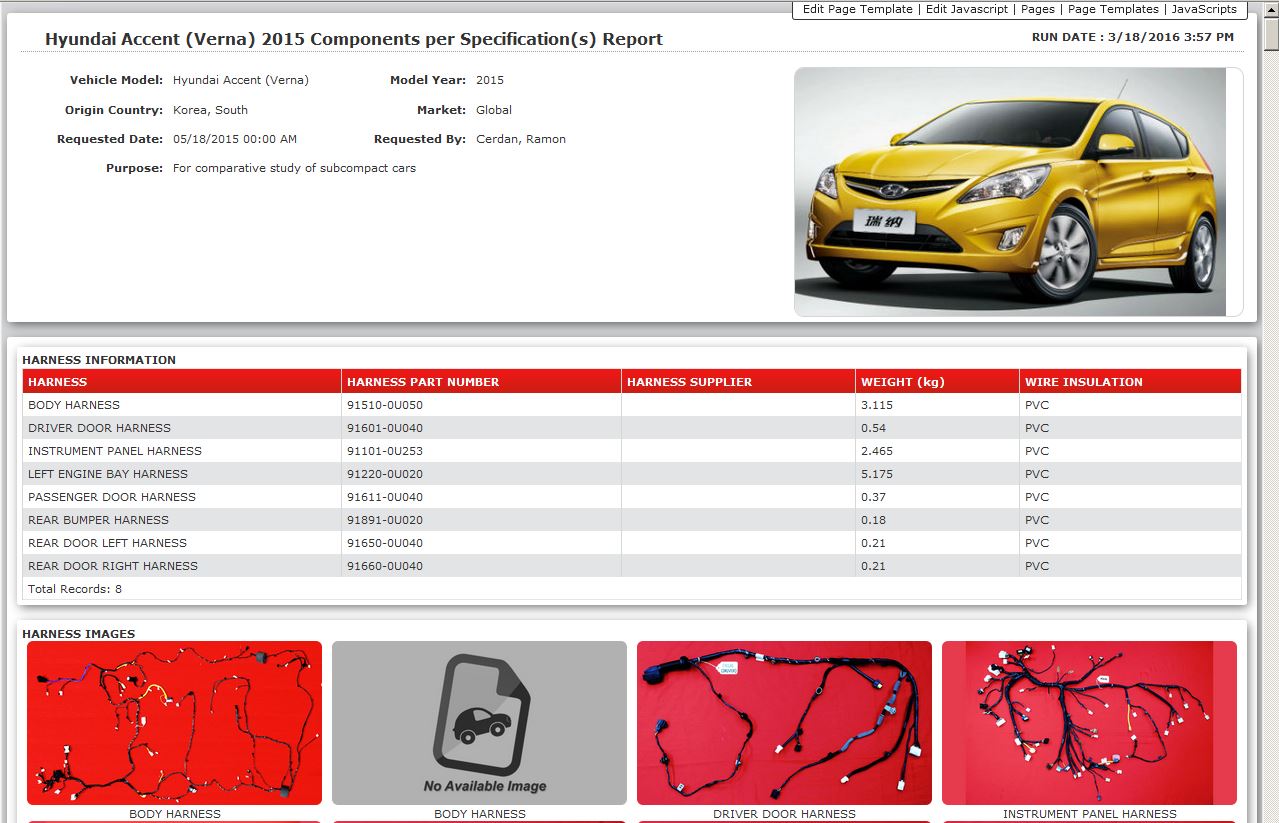 Edit Page Template | Edit Javascript | Pages | Page Templates | JavaScripts
Hyundai Accent (Verna) 2015 Components per Specification(s) Report
RUN DATE : 3/18/2016 3:57 PM
Vehicle Model: Hyundai Accent (Verna) Model Year: 2015
Origin Country: Korea, South Market: Global
Requested Date: 05/18/2015 00:00 AM Requested By: Cerdan, Ramon
Purpose: For comparative study of subcompact cars
瑞纳
HARNESS INFORMATION
HARNESS HARNESS PART NUMBER HARNESS SUPPLIER WEIGHT (kg) WIRE INSULATION
BODY HARNESS 91510-0U050 3.115 PVC
DRIVER DOOR HARNESS 91601-0U040 0.54 PVC
INSTRUMENT PANEL HARNESS 91101-0U253 2.465 PVC
LEFT ENGINE BAY HARNESS 91220-0U020 5.175 PVC
PASSENGER DOOR HARNESS 91611-0U040 0.37 PVC
REAR BUMPER HARNESS 91891-0U020 0.18 PVC
REAR DOOR LEFT HARNESS 91650-0U040 0.21 PVC
REAR DOOR RIGHT HARNESS 91660-0U040 0.21 PVC
Total Records: 8
HARNESS IMAGES
No Available Image
BODY HARNESS BODY HARNESS DRIVER DOOR HARNESS INSTRUMENT PANEL HARNESS